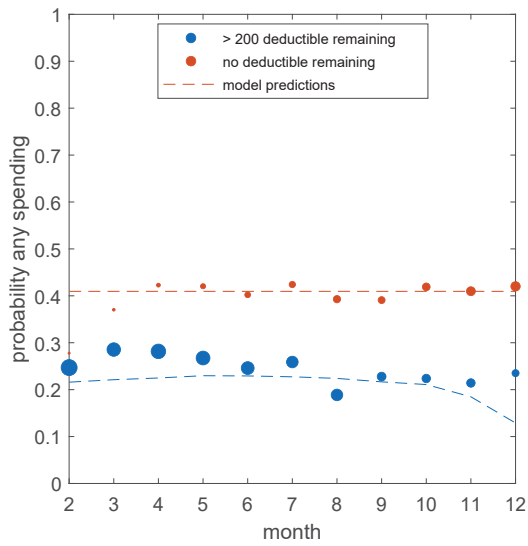 1
0.9
0.8
0.7
0.6
0.5
0.4
0.3
0.2
0.1
0
probability any spending
> 200 deductible remaining
no deductible remaining
model predictions
2 3 4 5 6 7 8 9 10 11 12
month